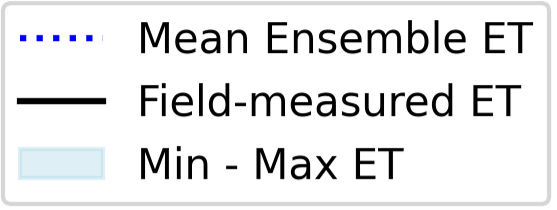 Mean Ensemble ET
Field-measured ET
Min - Max ET